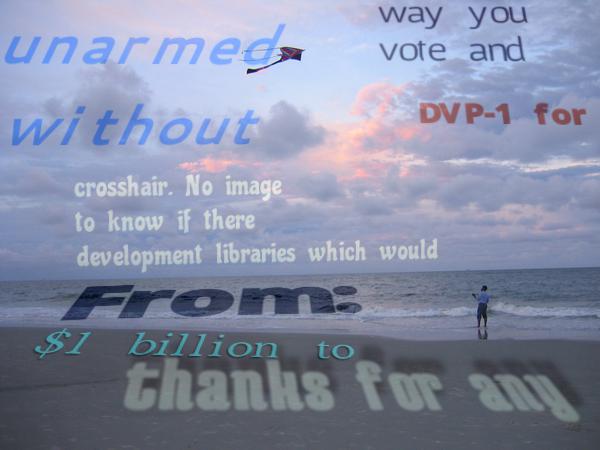 way you
vote and
unarmed
without
DVP-1 for
crosshair. No image
to know if there
development libraries which would
From:
$1 billion to
thanks for any